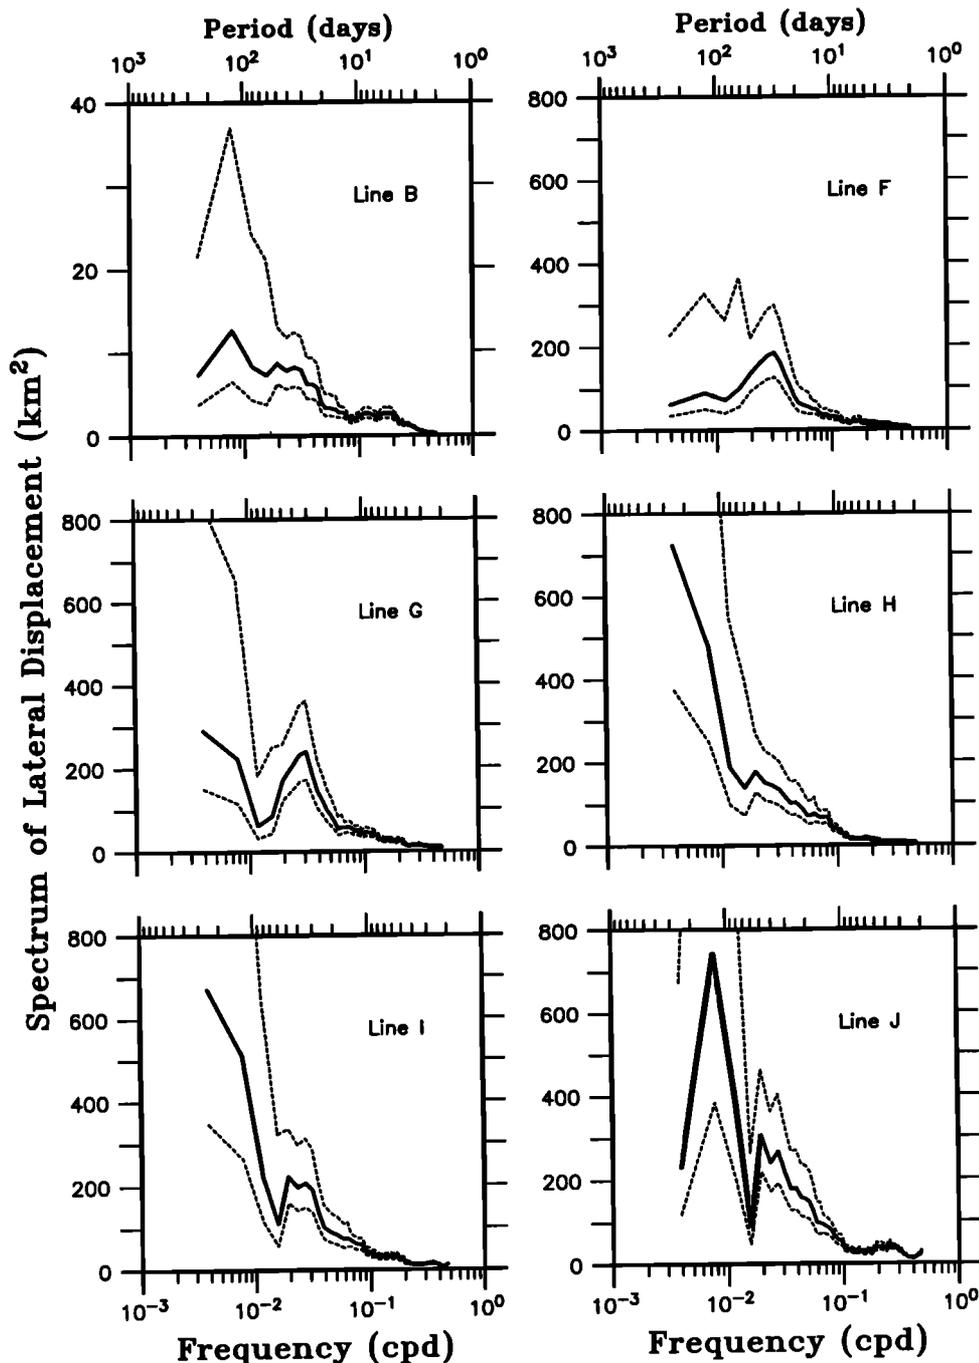 Period (days)
10³ 10² 10¹ 10⁰
Period (days)
10³ 10² 10¹ 10⁰
Spectrum of Lateral Displacement (km²)
40
20
0
Line B
800
600
400
200
0
Line F
800
600
400
200
0
Line G
800
600
400
200
0
Line H
800
600
400
200
0
Line I
10⁻³ 10⁻² 10⁻¹ 10⁰
Frequency (cpd)
800
600
400
200
0
Line J
10⁻³ 10⁻² 10⁻¹ 10⁰
Frequency (cpd)